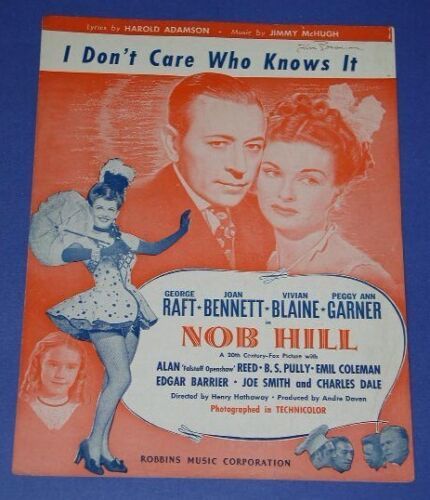 Lyrics by HAROLD ADAMSON • Music by JIMMY McHUGH
I Don't Care Who Knows It
GEORGE RAFT • JOAN BENNETT • VIVIAN BLAINE • PEGGY ANN GARNER
in
NOB HILL
A 20th Century-Fox Picture with
ALAN 'Falstaff Openshaw' REED • B. S. PULLY • EMIL COLEMAN
EDGAR BARRIER • JOE SMITH and CHARLES DALE
Directed by Henry Hathaway • Produced by Andre Daven
Photographed in TECHNICOLOR
ROBBINS MUSIC CORPORATION